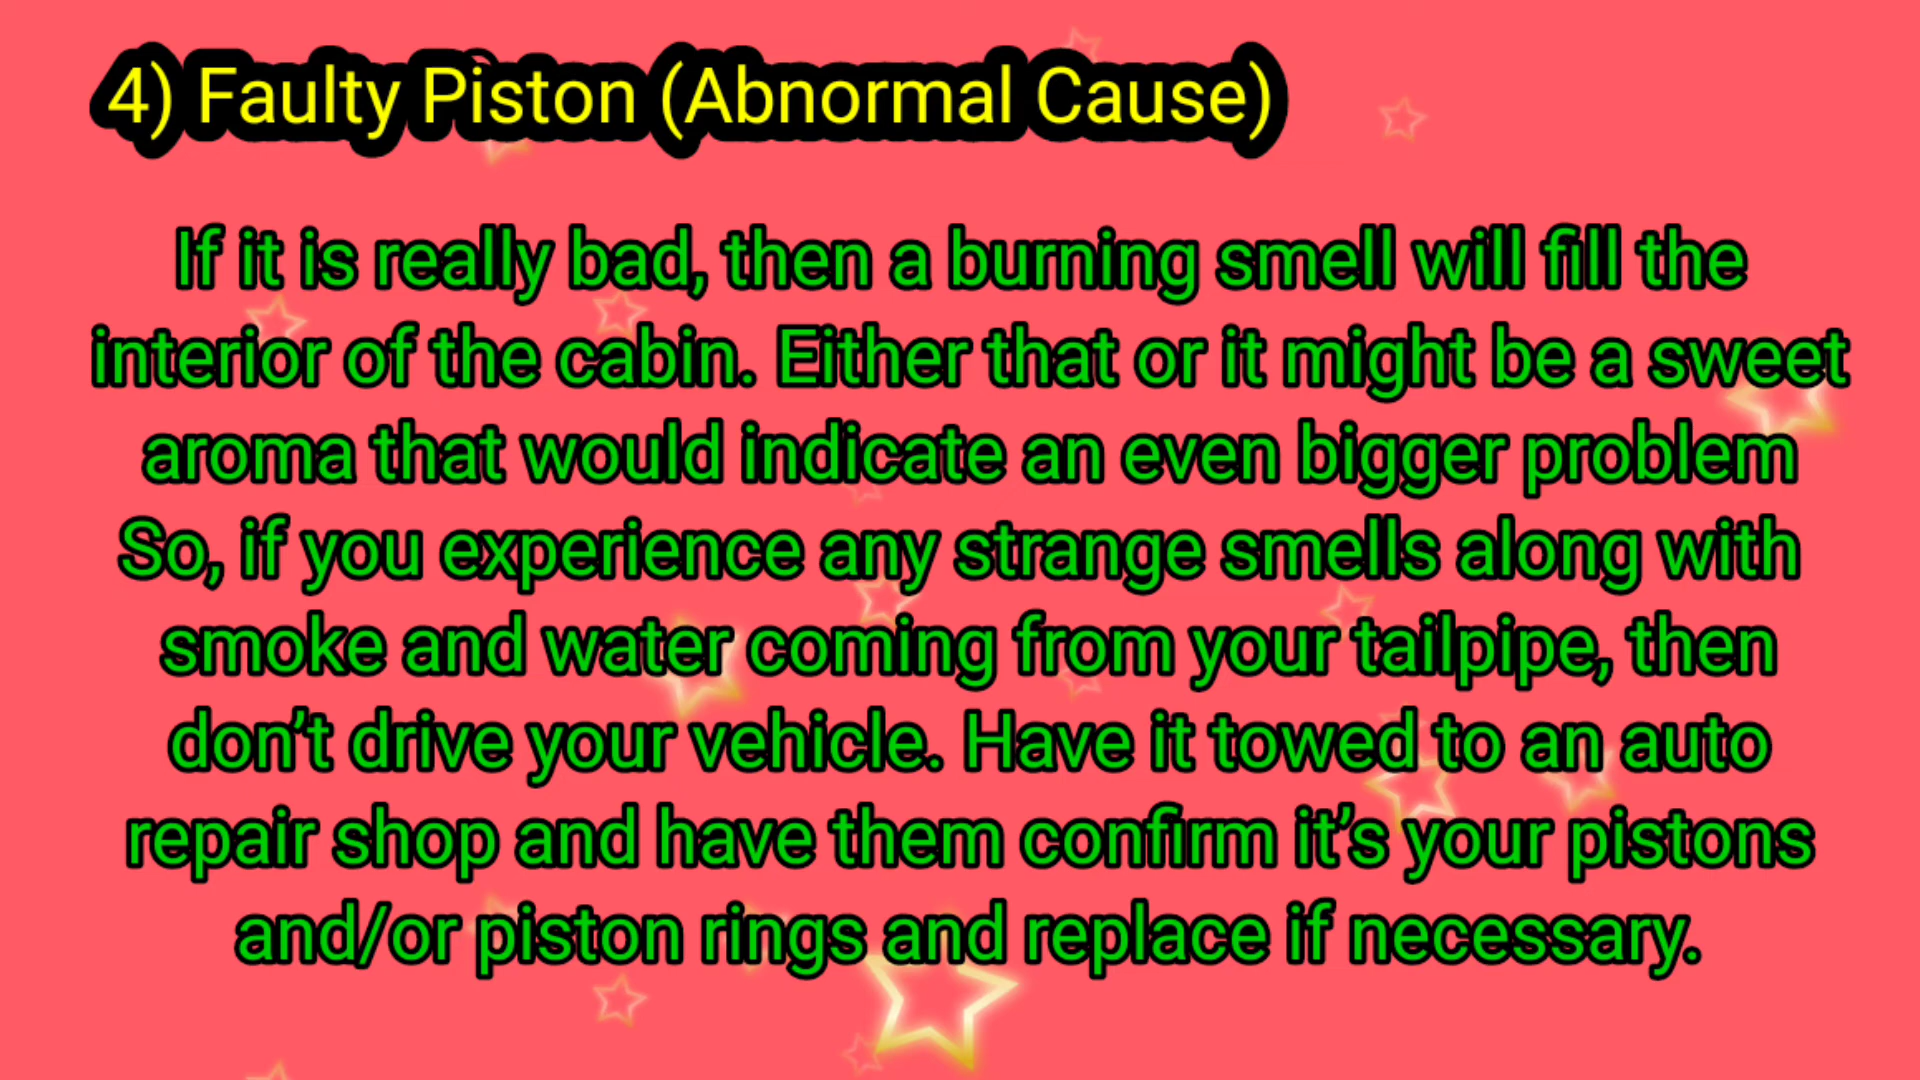 4) Faulty Piston (Abnormal Cause)
If it is really bad, then a burning smell will fill the
interior of the cabin. Either that or it might be a sweet
aroma that would indicate an even bigger problem
So, if you experience any strange smells along with
smoke and water coming from your tailpipe, then
don’t drive your vehicle. Have it towed to an auto
repair shop and have them confirm it’s your pistons
and/or piston rings and replace if necessary.